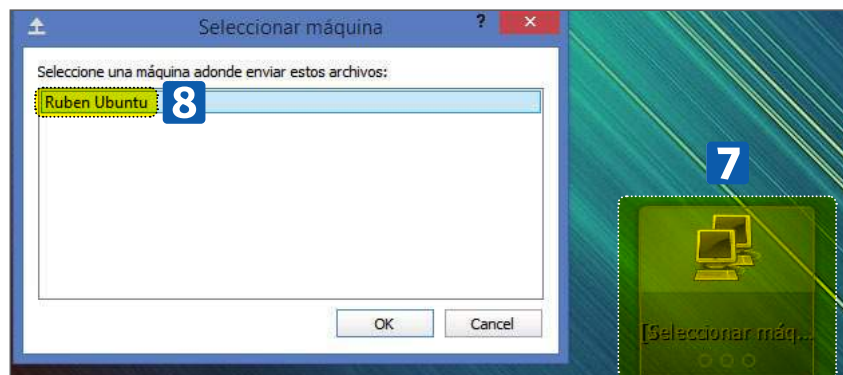 Seleccionar máquina
?
×
Seleccione una máquina adonde enviar estos archivos:
Ruben Ubuntu
8
7
OK
Cancel
[Seleccionar máq...